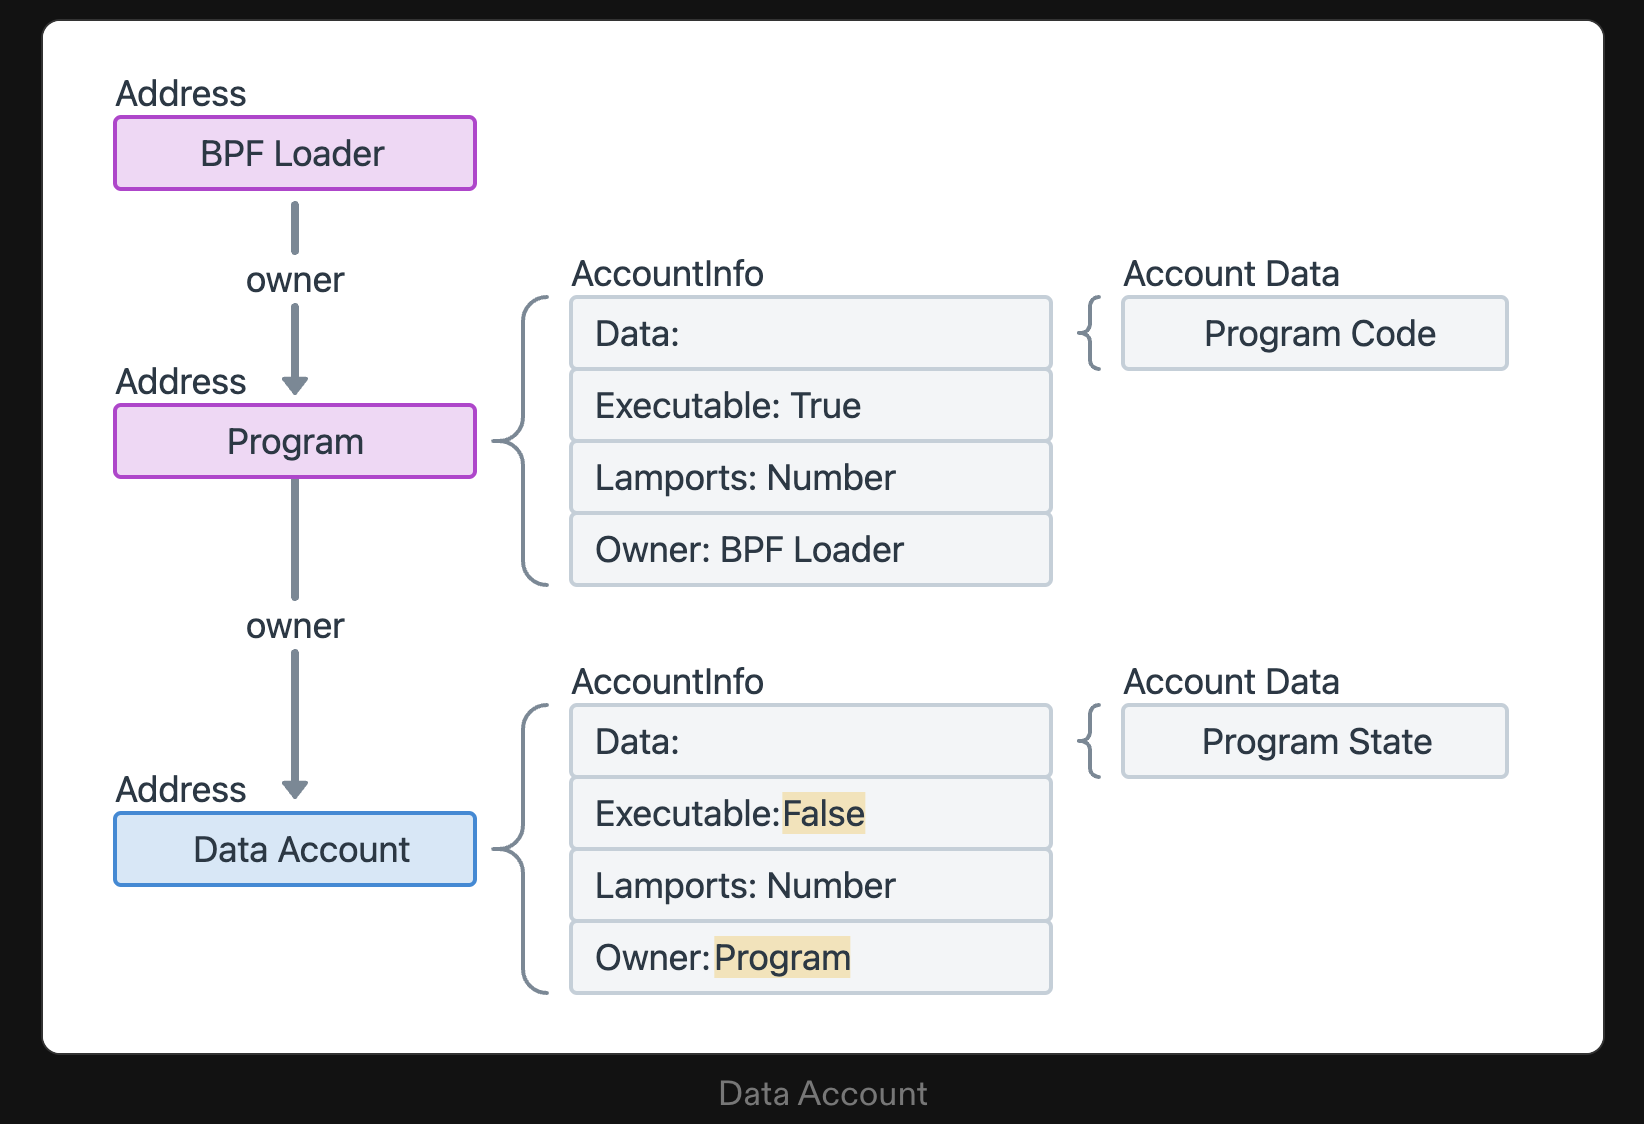 Address
BPF Loader
owner
AccountInfo
Account Data
Data:
Program Code
Executable: True
Address
Program
Lamports: Number
Owner: BPF Loader
owner
AccountInfo
Account Data
Data:
Program State
Address
Executable: False
Data Account
Lamports: Number
Owner: Program
Data Account